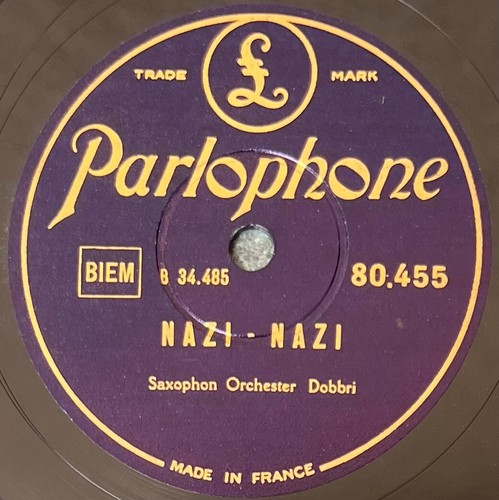 TRADE £ MARK
Parlophone
BIEM B 34.485 80.455
NAZI - NAZI
Saxophon Orchester Dobbri
MADE IN FRANCE